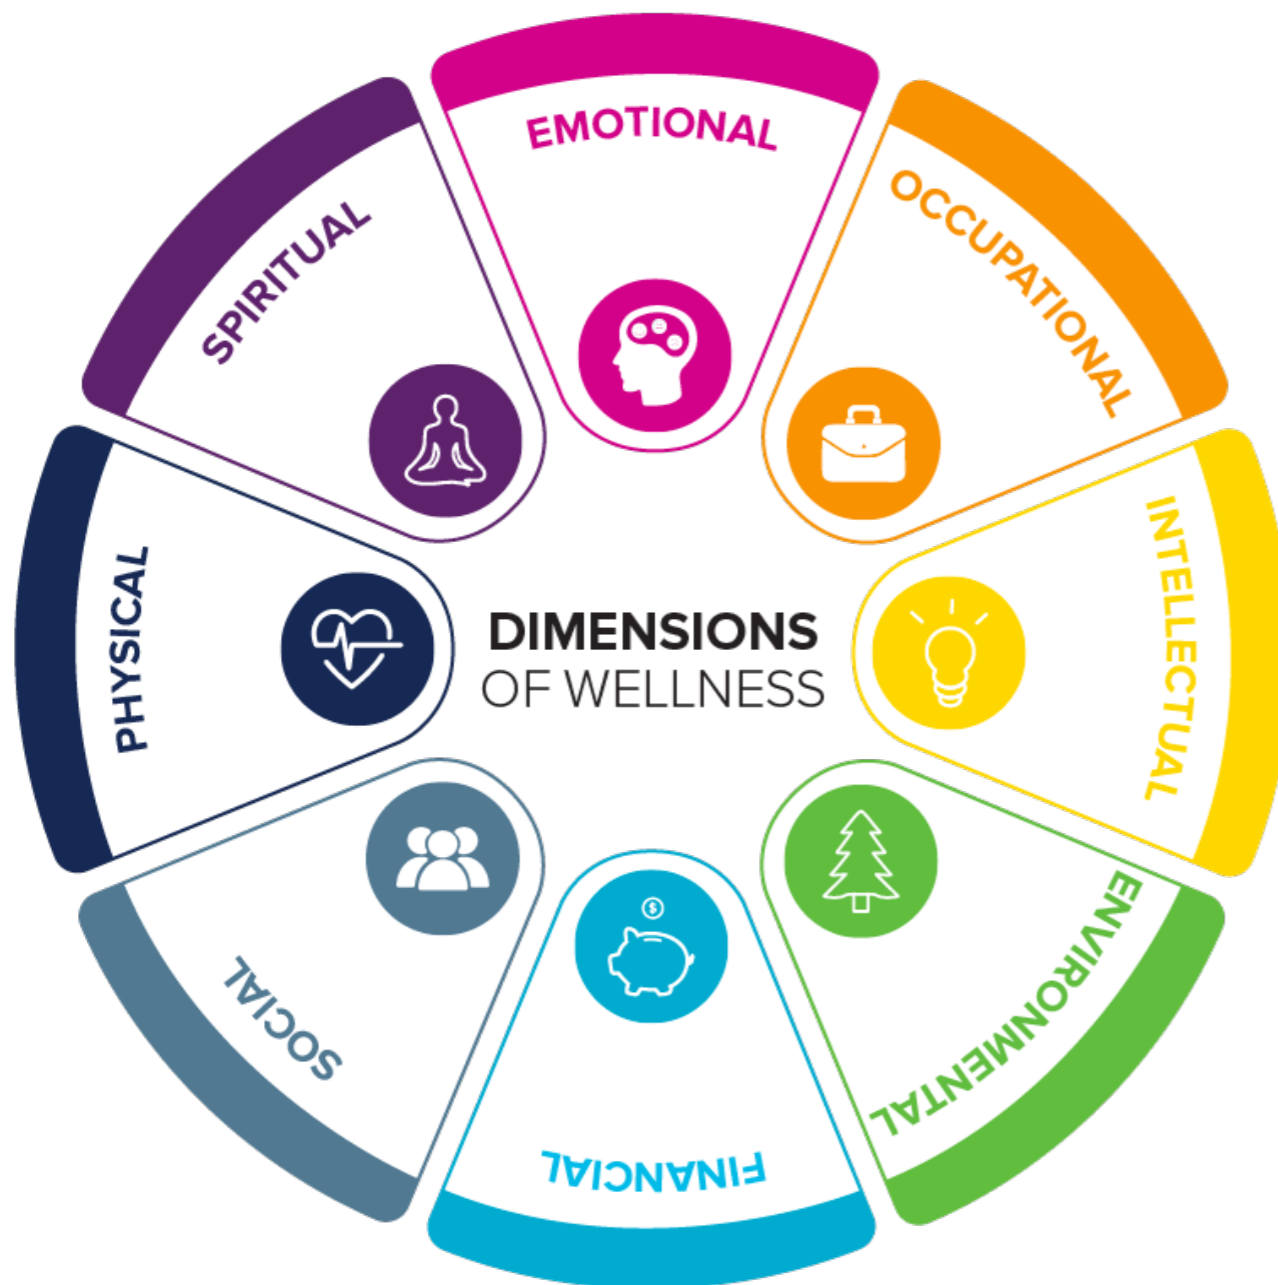 EMOTIONAL
OCCUPATIONAL
INTELLECTUAL
ENVIRONMENTAL
FINANCIAL
SOCIAL
PHYSICAL
SPIRITUAL
DIMENSIONS
OF WELLNESS
$